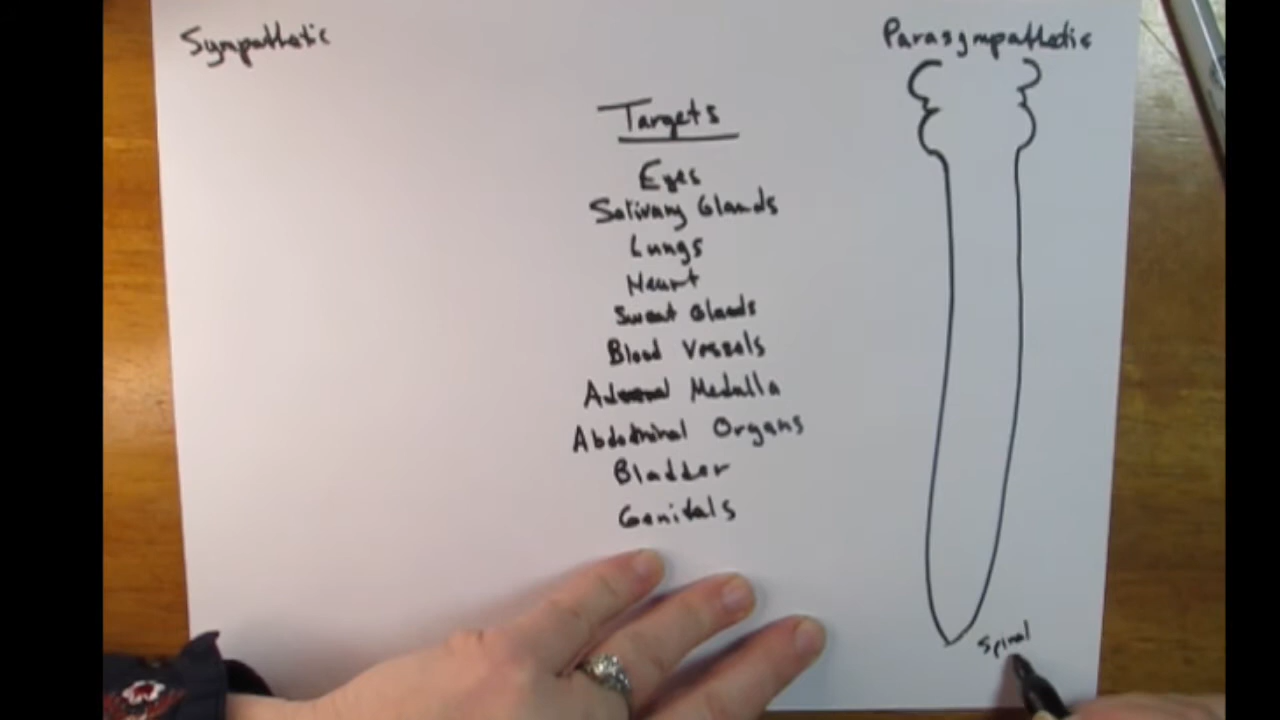 Sympathetic
Parasympathetic
Targets
Eyes
Salivary Glands
Lungs
Heart
Sweat Glands
Blood Vessels
Adrenal Medulla
Abdominal Organs
Bladder
Genitals
Spinal